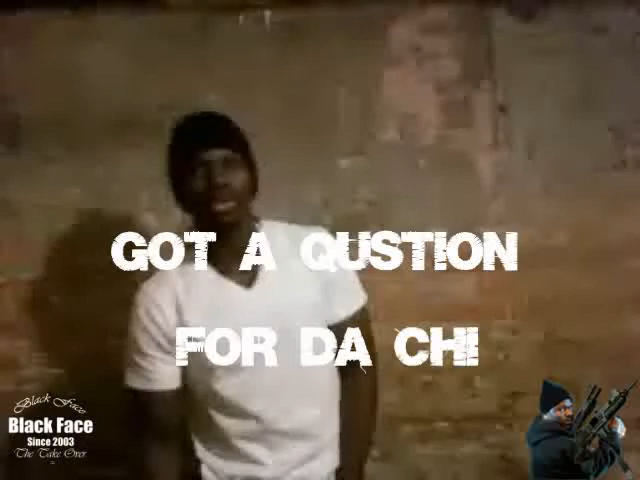 GOT A QUSTION
FOR DA CHI
Black Face
Black Face
Since 2003
The Take Over